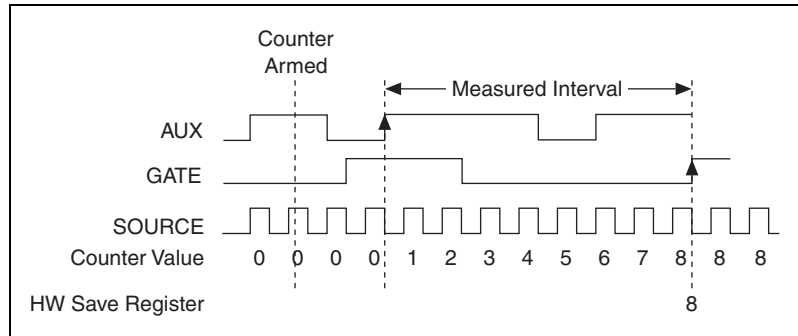 Counter
Armed
Measured Interval
AUX
GATE
SOURCE
Counter Value 0 0 0 0 1 2 3 4 5 6 7 8 8 8
HW Save Register 8